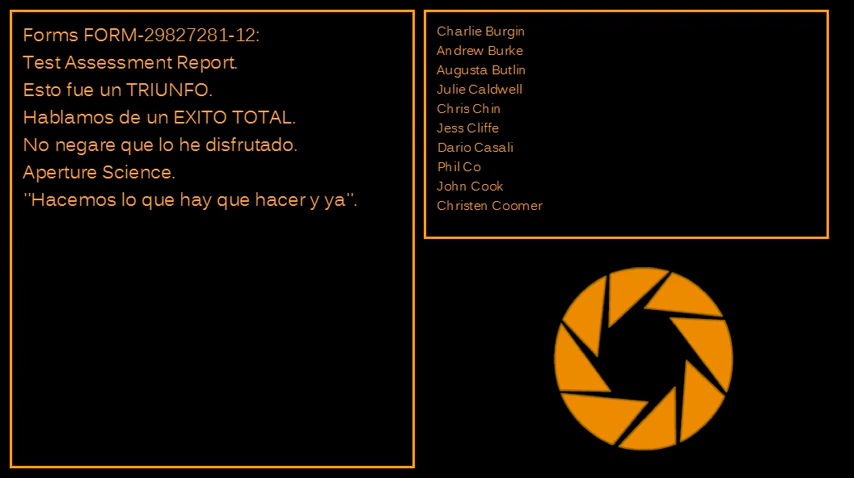 Forms FORM-29827281-12:
Test Assessment Report.
Esto fue un TRIUNFO.
Hablamos de un EXITO TOTAL.
No negare que lo he disfrutado.
Aperture Science.
"Hacemos lo que hay que hacer y ya".
Charlie Burgin
Andrew Burke
Augusta Butlin
Julie Caldwell
Chris Chin
Jess Cliffe
Dario Casali
Phil Co
John Cook
Christen Coomer